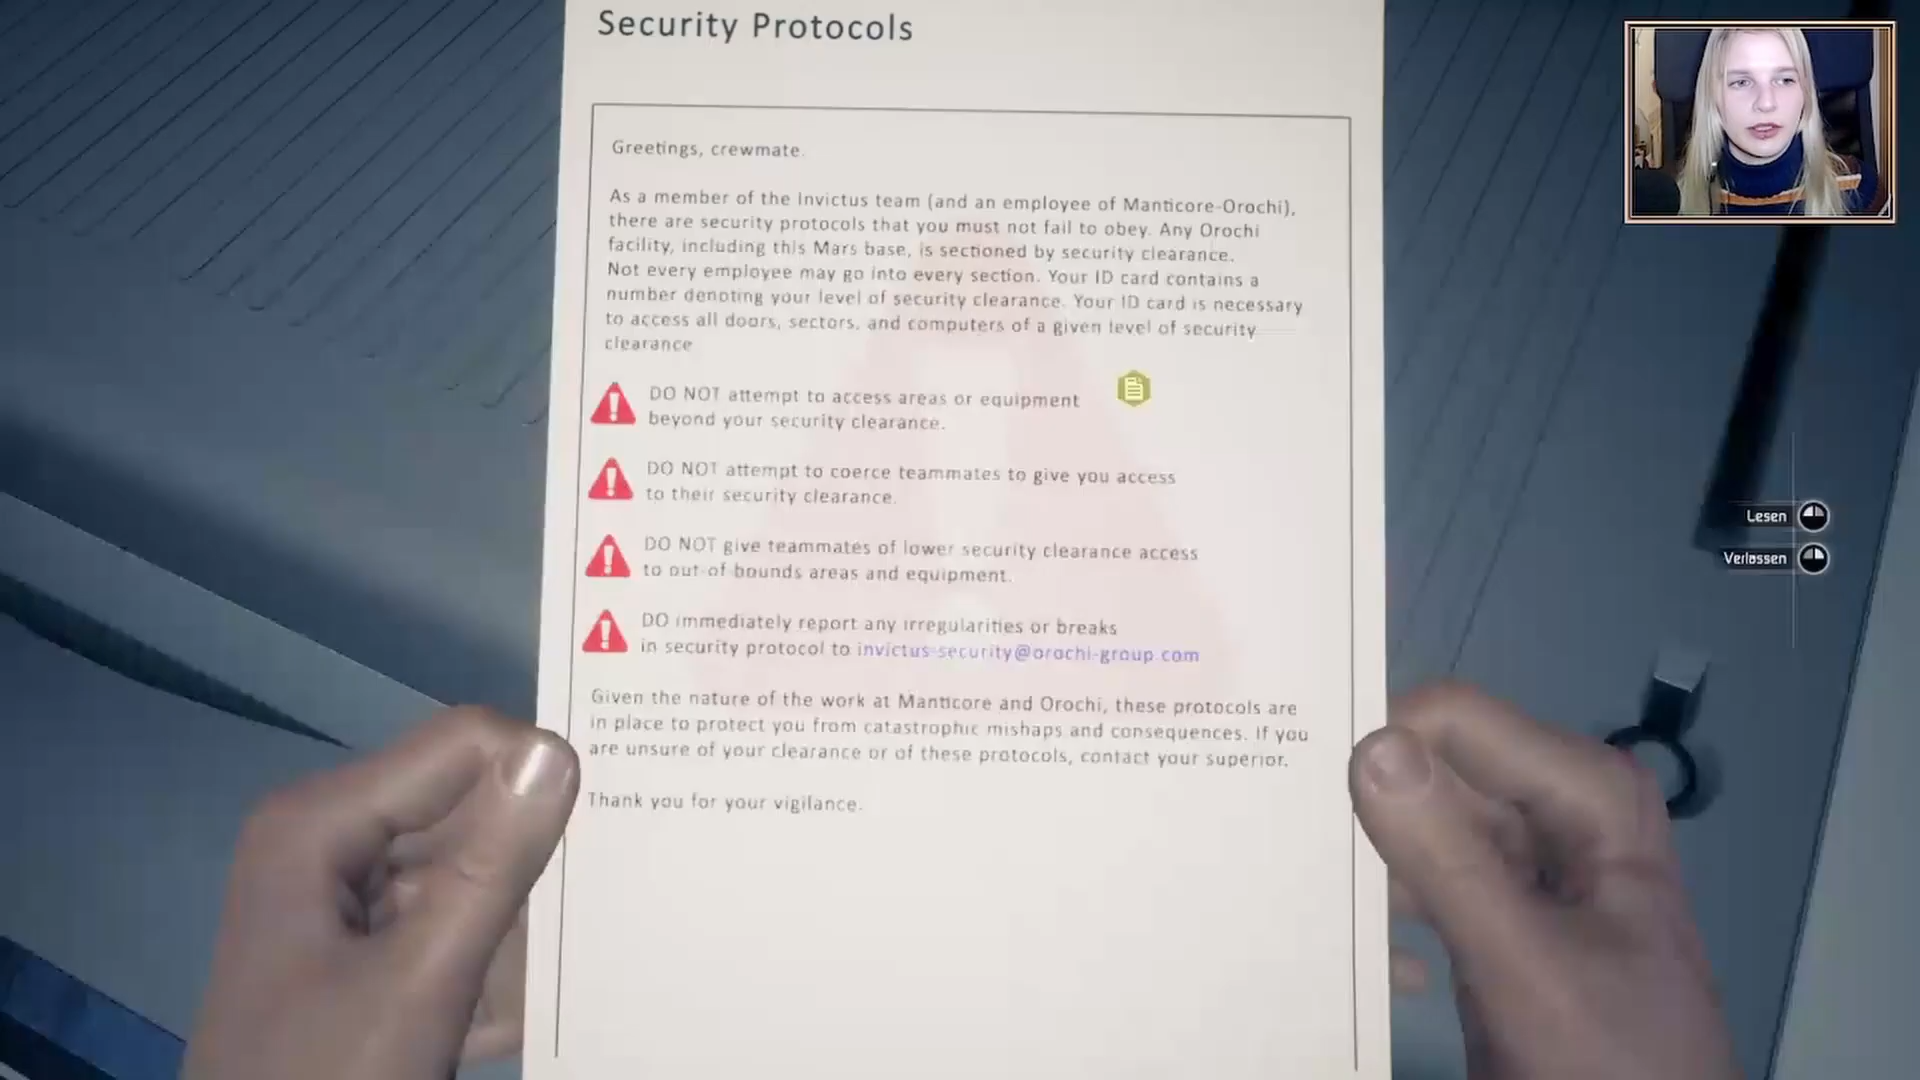 Security Protocols
Greetings, crewmate.
As a member of the Invictus team (and an employee of Manticore-Orochi),
there are security protocols that you must not fail to obey. Any Orochi
facility, including this Mars base, is sectioned by security clearance.
Not every employee may go into every section. Your ID card contains a
number denoting your level of security clearance. Your ID card is necessary
to access all doors, sectors, and computers of a given level of security
clearance
DO NOT attempt to access areas or equipment
beyond your security clearance.
DO NOT attempt to coerce teammates to give you access
to their security clearance.
DO NOT give teammates of lower security clearance access
to out-of-bounds areas and equipment.
DO immediately report any irregularities or breaks
in security protocol to invictus-security@orochi-group.com
Given the nature of the work at Manticore and Orochi, these protocols are
in place to protect you from catastrophic mishaps and consequences. If you
are unsure of your clearance or of these protocols, contact your superior.
Thank you for your vigilance.
Lesen
Verlassen